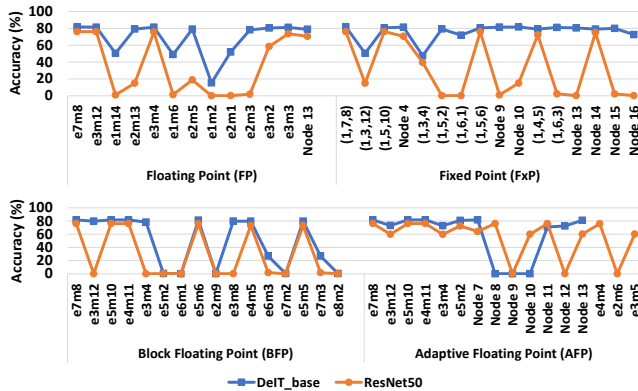 Accuracy (%)
100
80
60
40
20
0
e7m8
e3m12
e1m14
e2m13
e3m4
e1m6
e2m5
e1m2
e2m1
e2m3
e3m2
e3m3
Node 13
(1,7,8)
(1,3,12)
(1,5,10)
Node 4
(1,3,4)
(1,5,2)
(1,6,1)
(1,5,6)
Node 9
Node 10
(1,4,5)
(1,6,3)
Node 13
Node 14
Node 15
Node 16
Floating Point (FP)
Fixed Point (FxP)
Accuracy (%)
100
80
60
40
20
0
e7m8
e3m12
e5m10
e4m11
e3m4
e5m2
e6m1
e5m6
e2m9
e3m8
e4m5
e6m3
e7m2
e5m5
e7m3
e8m2
e7m8
e3m12
e5m10
e4m11
e3m4
e5m2
Node 7
Node 8
Node 9
Node 10
Node 11
Node 12
Node 13
e4m4
e2m6
e3m5
Block Floating Point (BFP)
Adaptive Floating Point (AFP)
DeIT_base
ResNet50